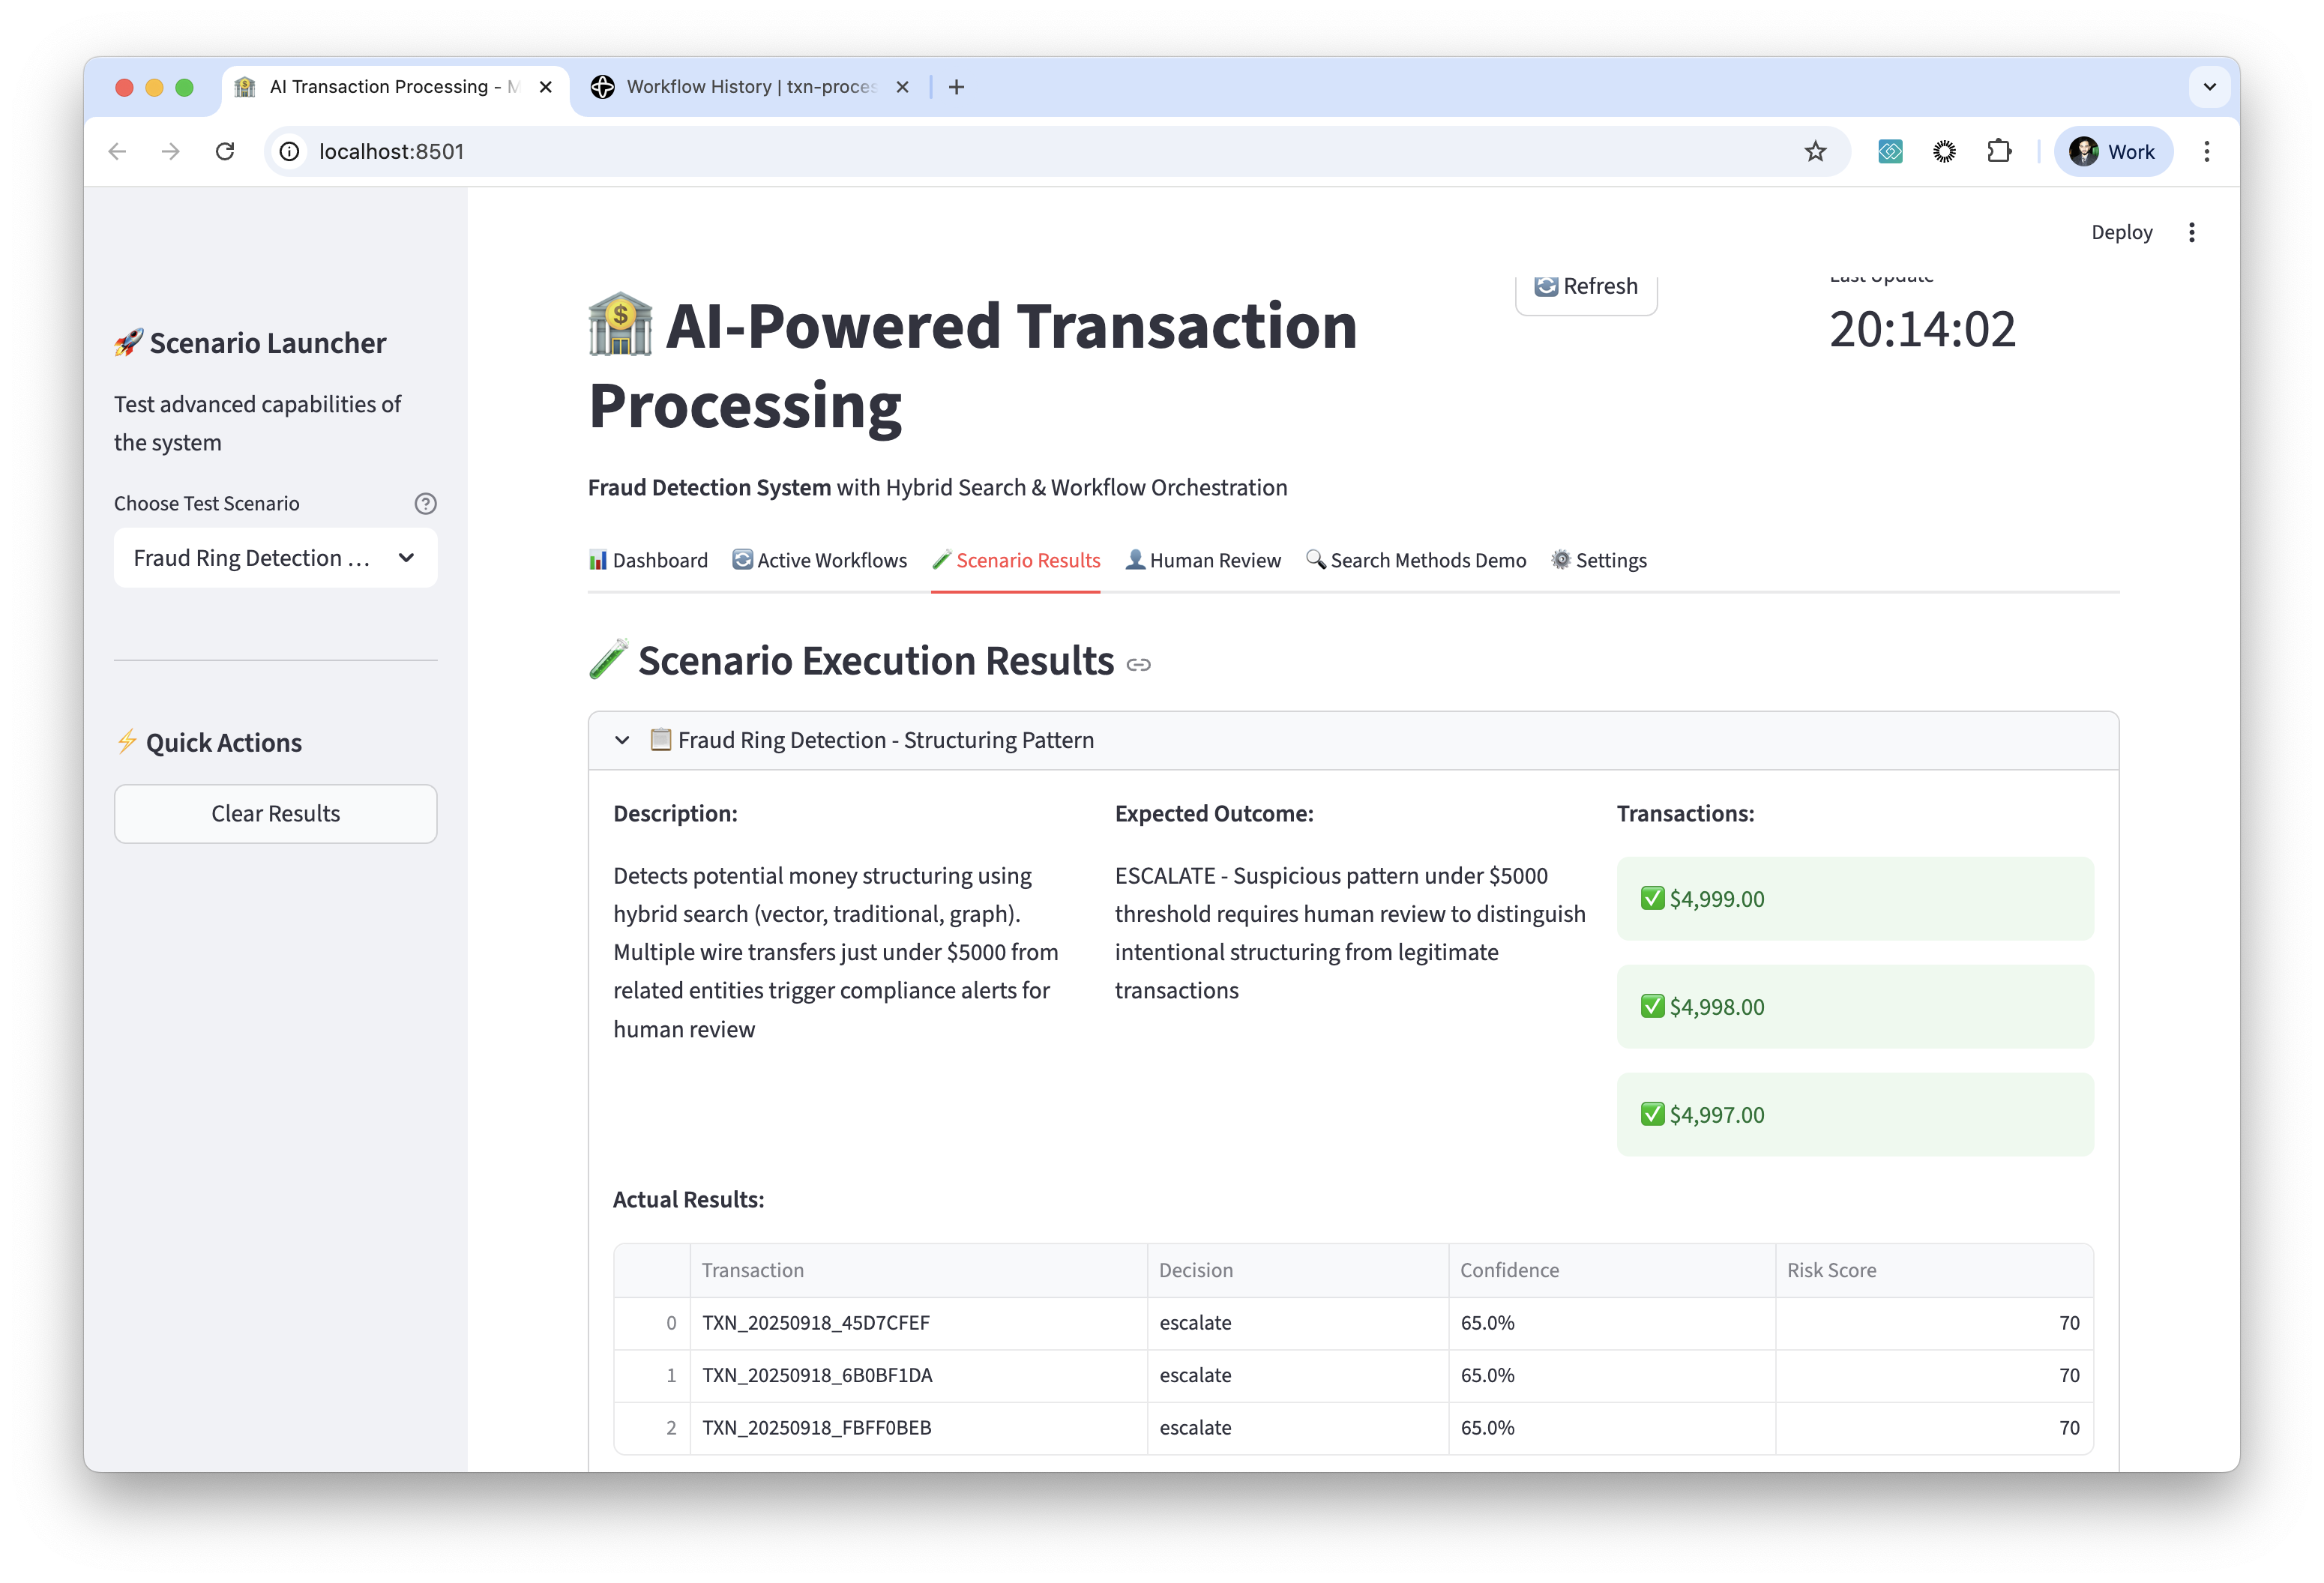 AI Transaction Processing - M
Workflow History | txn-proces
localhost:8501
Work
Deploy
🚀 Scenario Launcher
Test advanced capabilities of
the system
Choose Test Scenario
Fraud Ring Detection ...
⚡ Quick Actions
Clear Results
🏦 AI-Powered Transaction
Processing
Refresh
Last Update
20:14:02
Fraud Detection System with Hybrid Search & Workflow Orchestration
📊 Dashboard 🔄 Active Workflows 🧪 Scenario Results 👤 Human Review 🔍 Search Methods Demo ⚙️ Settings
🧪 Scenario Execution Results
📋 Fraud Ring Detection - Structuring Pattern
Description:
Detects potential money structuring using
hybrid search (vector, traditional, graph).
Multiple wire transfers just under $5000 from
related entities trigger compliance alerts for
human review
Expected Outcome:
ESCALATE - Suspicious pattern under $5000
threshold requires human review to distinguish
intentional structuring from legitimate
transactions
Transactions:
✅ $4,999.00
✅ $4,998.00
✅ $4,997.00
Actual Results:
Transaction Decision Confidence Risk Score
0 TXN_20250918_45D7CFEF escalate 65.0% 70
1 TXN_20250918_6B0BF1DA escalate 65.0% 70
2 TXN_20250918_FBFF0BEB escalate 65.0% 70